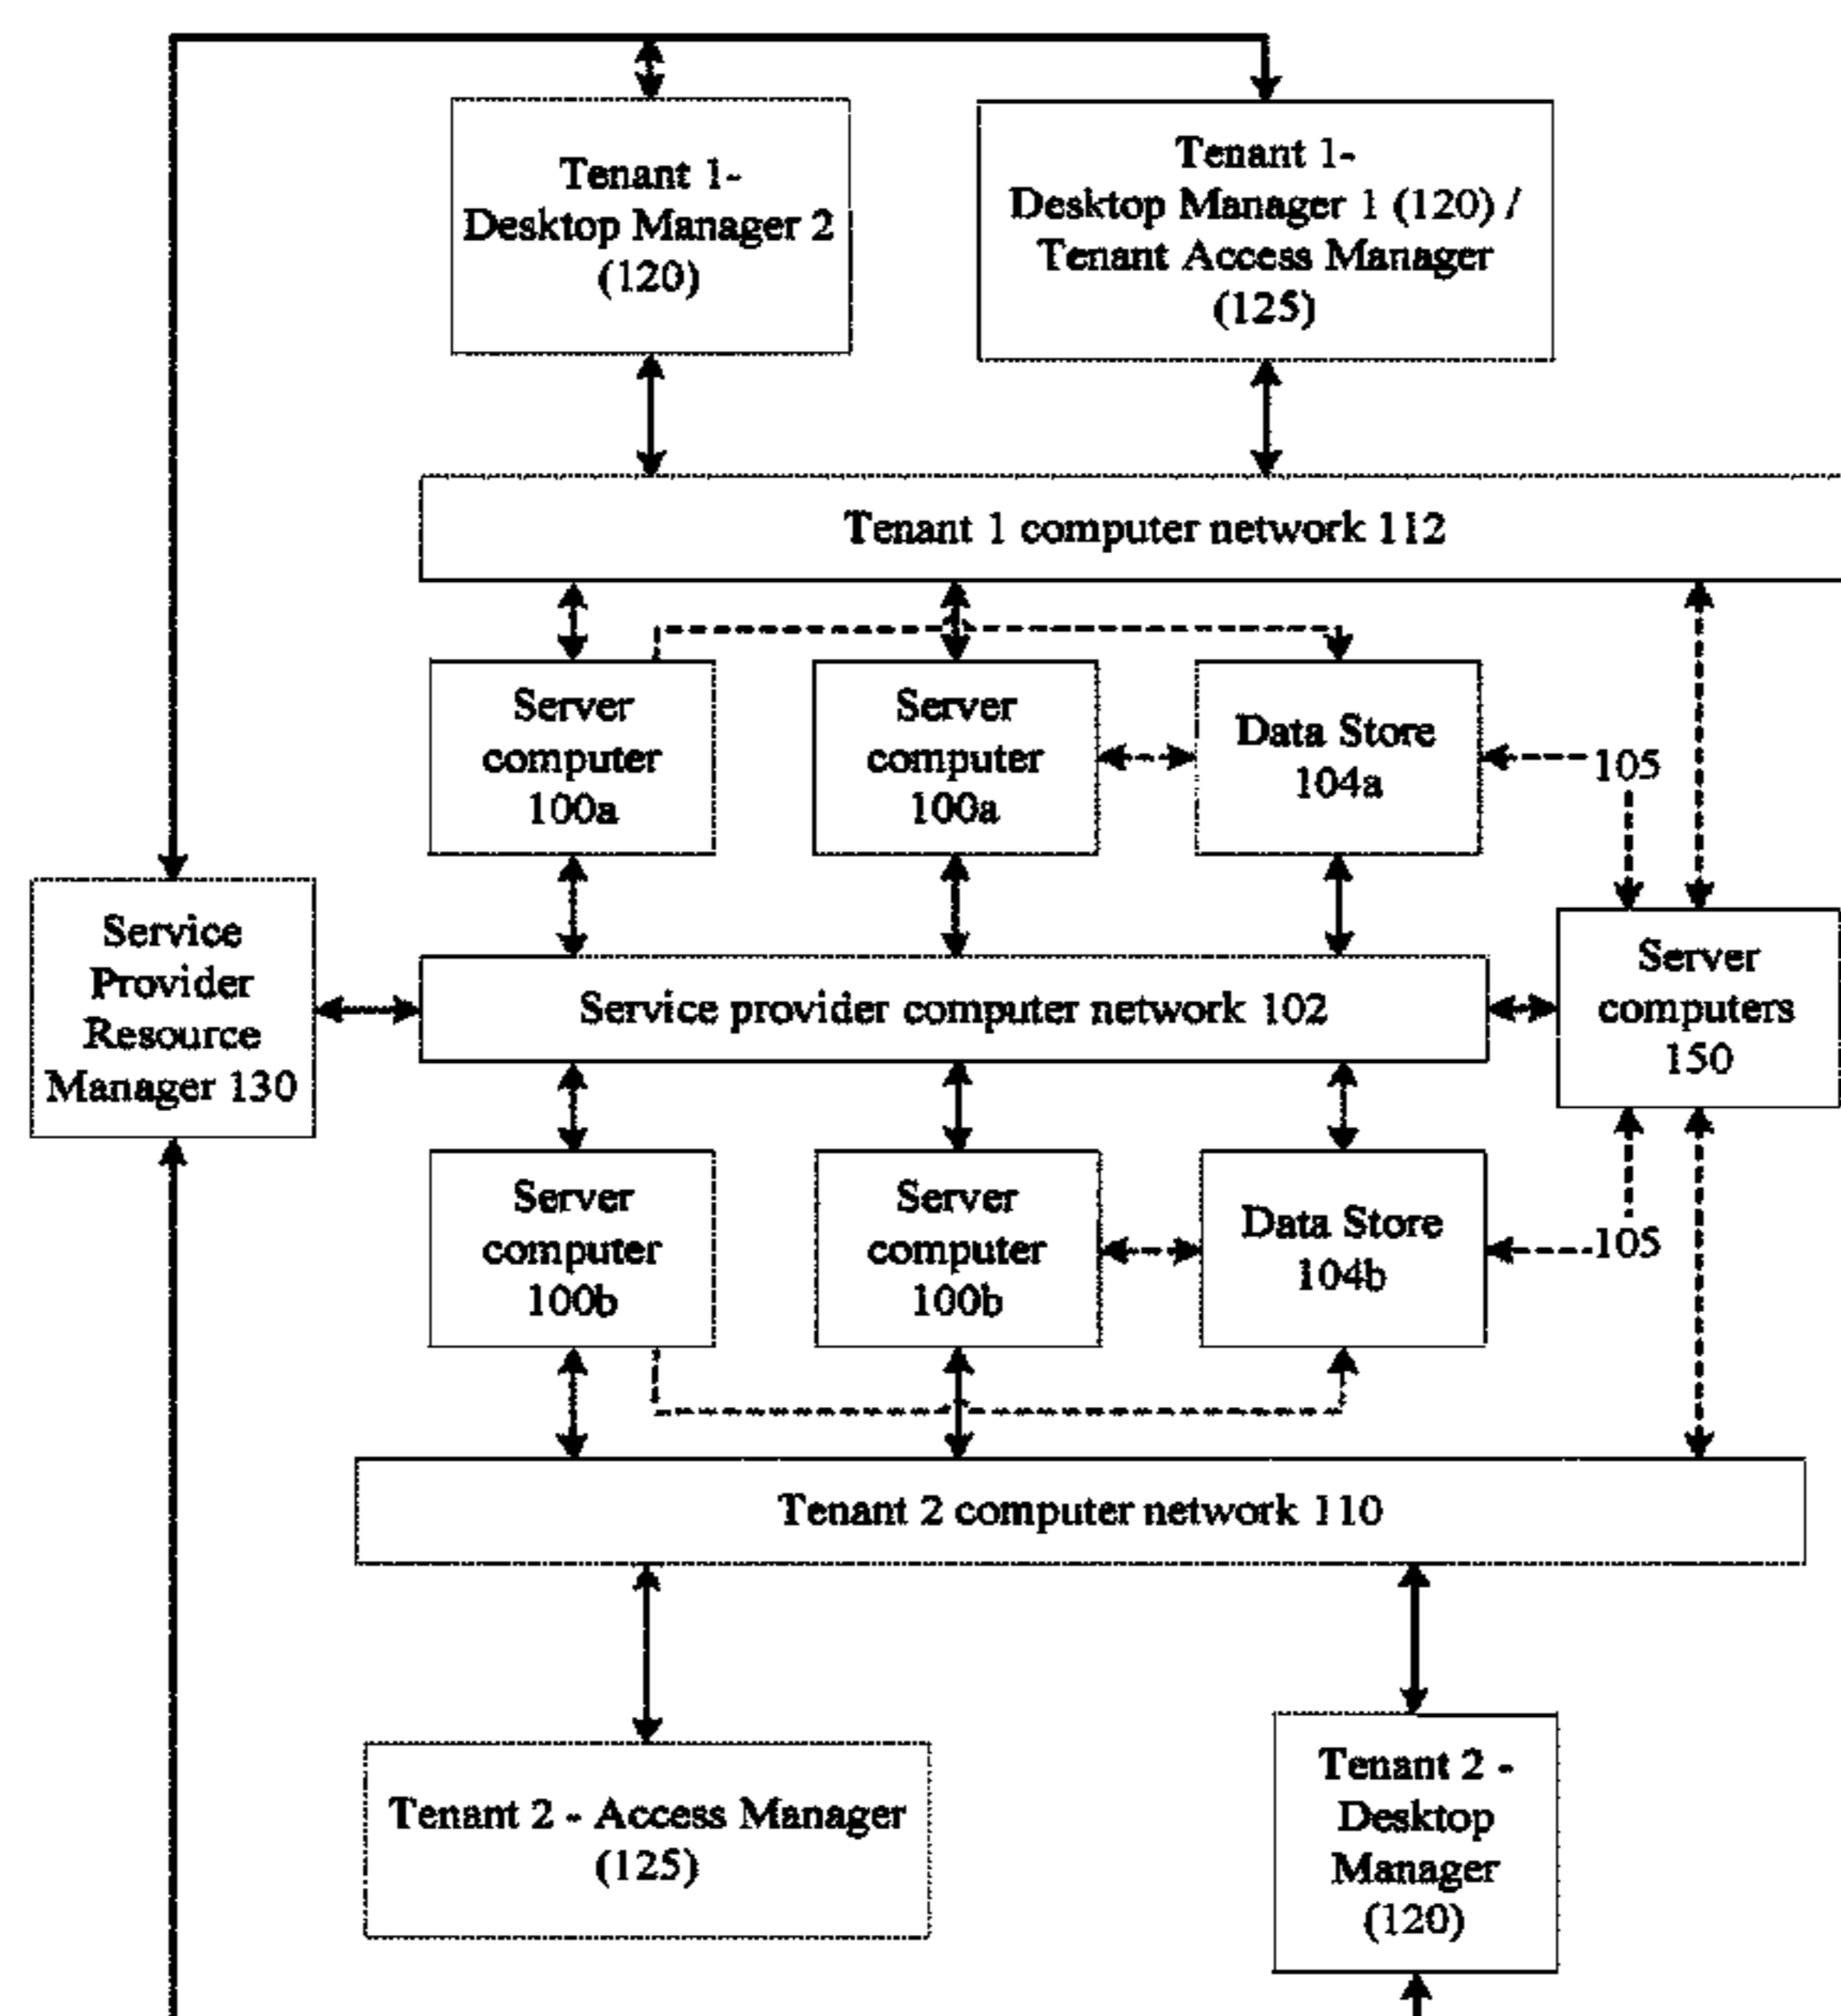 Tenant 1-
Desktop Manager 2
(120)
Tenant 1-
Desktop Manager 1 (120) /
Tenant Access Manager
(125)
Tenant 1 computer network 112
Server
computer
100a
Server
computer
100a
Data Store
104a
105
Service
Provider
Resource
Manager 130
Service provider computer network 102
Server
computers
150
Server
computer
100b
Server
computer
100b
Data Store
104b
105
Tenant 2 computer network 110
Tenant 2 - Access Manager
(125)
Tenant 2 -
Desktop
Manager
(120)